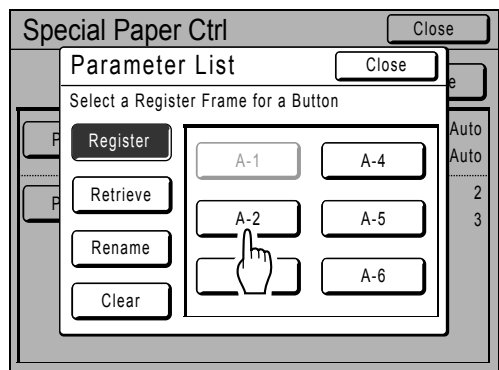 Special Paper Ctrl
Close
Parameter List
Close
Select a Register Frame for a Button
Register
Retrieve
Rename
Clear
A-1
A-4
A-2
A-5
A-6
Auto
Auto
2
3
P
P
e